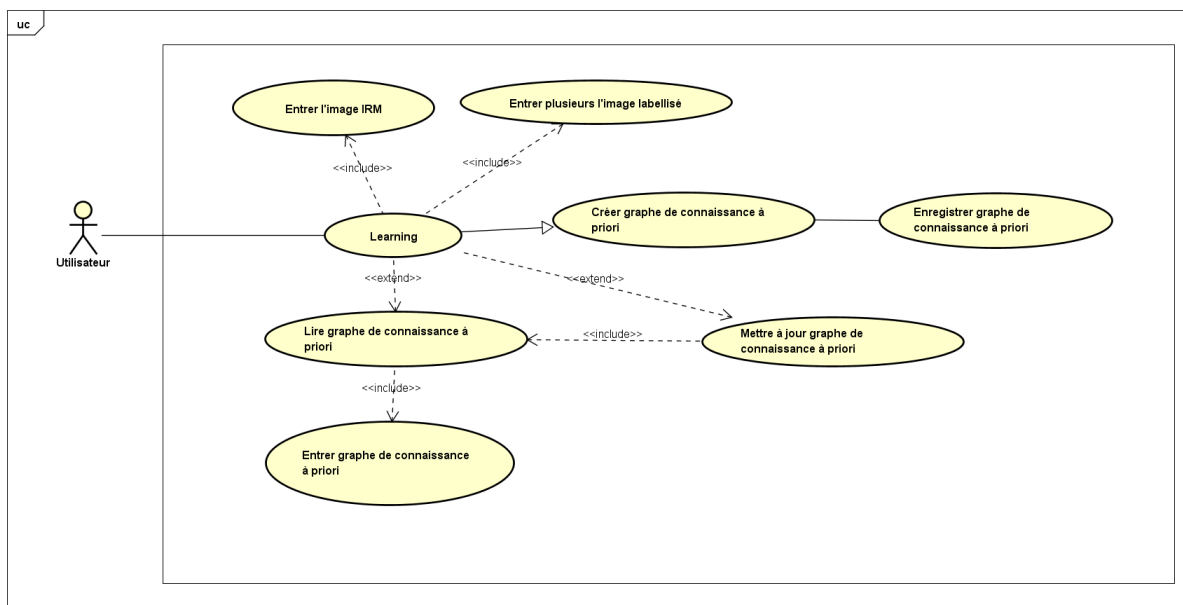 uc
Entrer l'image IRM
Entrer plusieurs l'image labellisé
<<include>>
<<include>>
Créer graphe de connaissance à
priori
Enregistrer graphe de
connaissance à priori
Learning
Utilisateur
<<extend>>
<<extend>>
Lire graphe de connaissance à
priori
<<include>>
Mettre à jour graphe de
connaissance à priori
<<include>>
Entrer graphe de connaissance
à priori